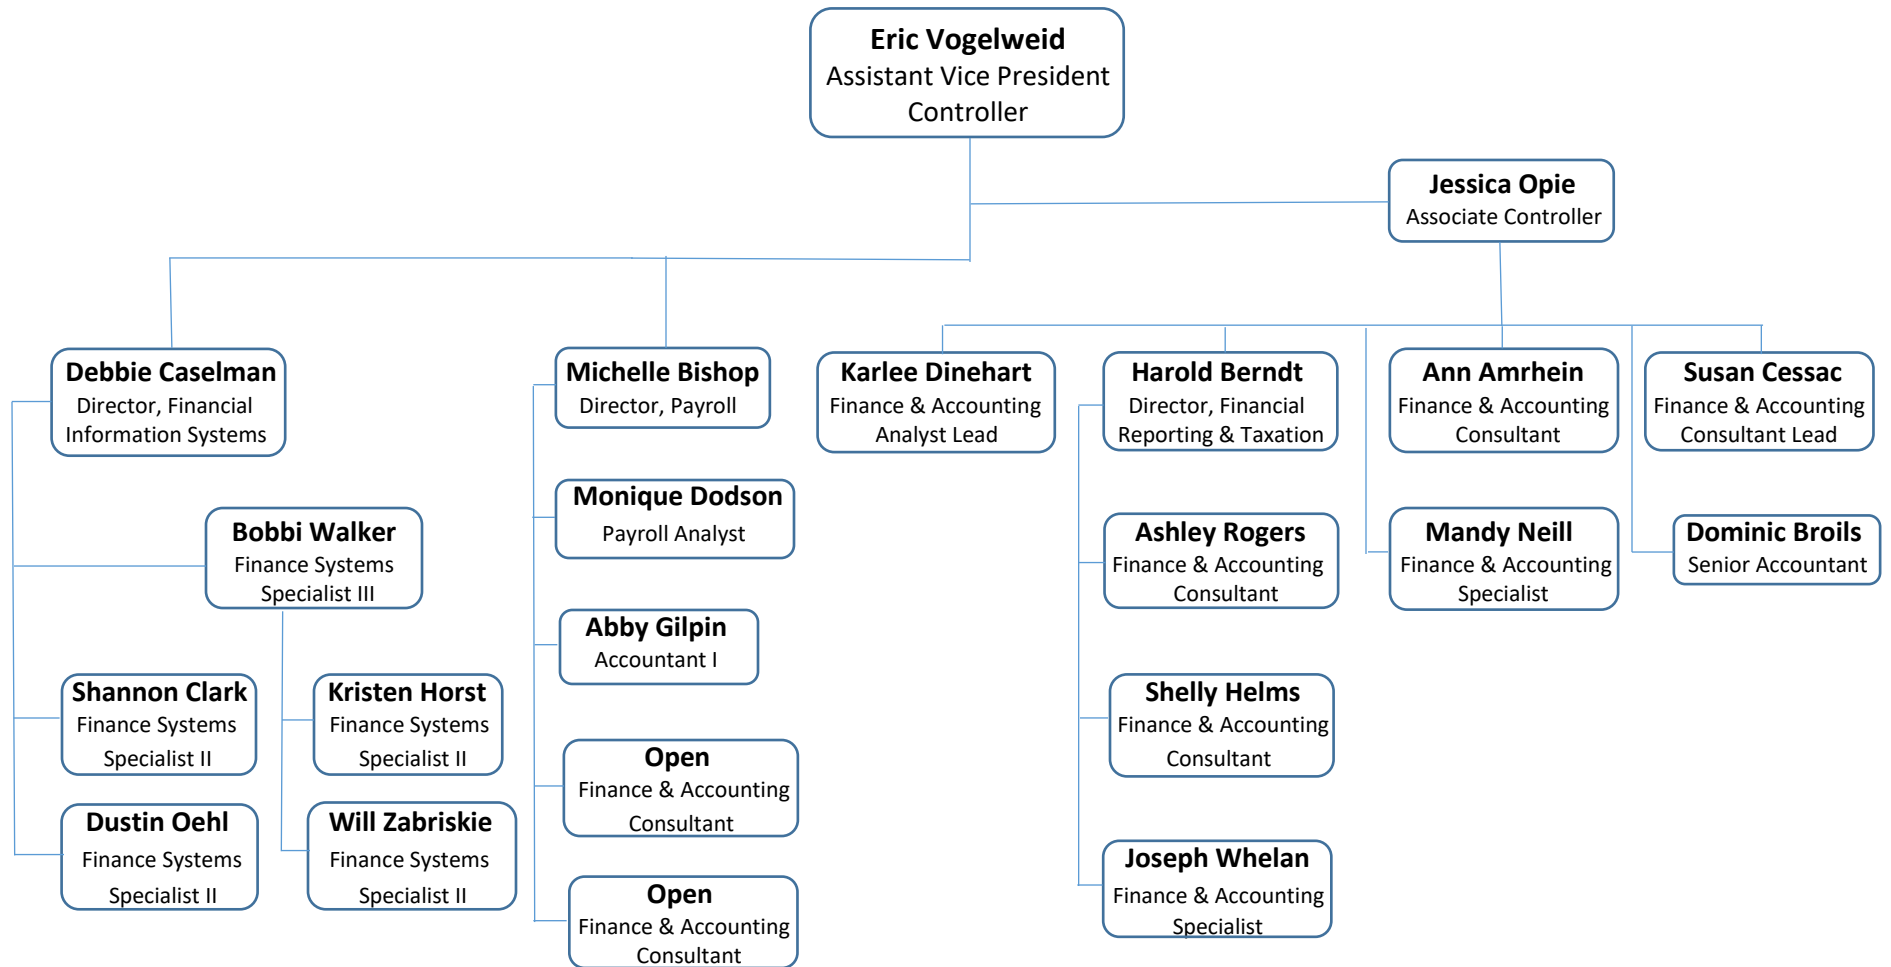 Eric Vogelweid
Assistant Vice President
Controller
Jessica Opie
Associate Controller
Debbie Caselman
Director, Financial
Information Systems
Michelle Bishop
Director, Payroll
Karlee Dinehart
Finance & Accounting
Analyst Lead
Harold Berndt
Director, Financial
Reporting & Taxation
Ann Amrhein
Finance & Accounting
Consultant
Susan Cessac
Finance & Accounting
Consultant Lead
Bobbi Walker
Finance Systems
Specialist III
Monique Dodson
Payroll Analyst
Ashley Rogers
Finance & Accounting
Consultant
Mandy Neill
Finance & Accounting
Specialist
Dominic Broils
Senior Accountant
Abby Gilpin
Accountant I
Shannon Clark
Finance Systems
Specialist II
Kristen Horst
Finance Systems
Specialist II
Open
Finance & Accounting
Consultant
Shelly Helms
Finance & Accounting
Consultant
Dustin Oehl
Finance Systems
Specialist II
Will Zabriskie
Finance Systems
Specialist II
Open
Finance & Accounting
Consultant
Joseph Whelan
Finance & Accounting
Specialist